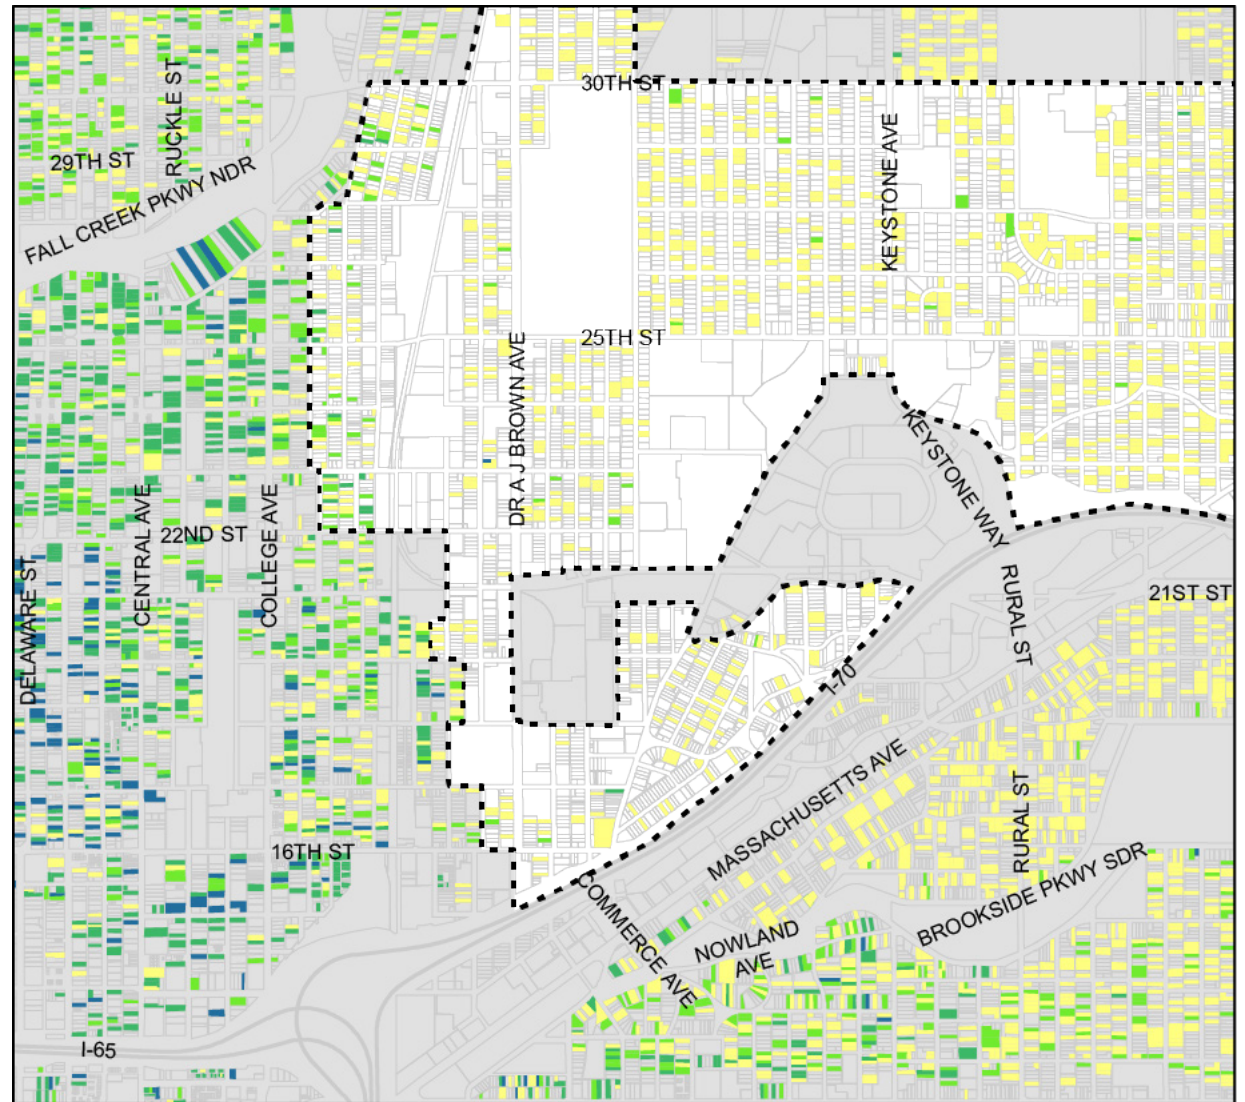 30TH ST
RUCKLE ST
29TH ST
KEYSTONE AVE
FALL CREEK PKWY NDR
25TH ST
DR A J BROWN AVE
KEYSTONE WAY
CENTRAL AVE
COLLEGE AVE
22ND ST
DELAWARE ST
RURAL ST
21ST ST
I-70
MASSACHUSETTS AVE
RURAL ST
16TH ST
BROOKSIDE PKWY SDR
COMMERCE AVE
NOWLAND
AVE
I-65